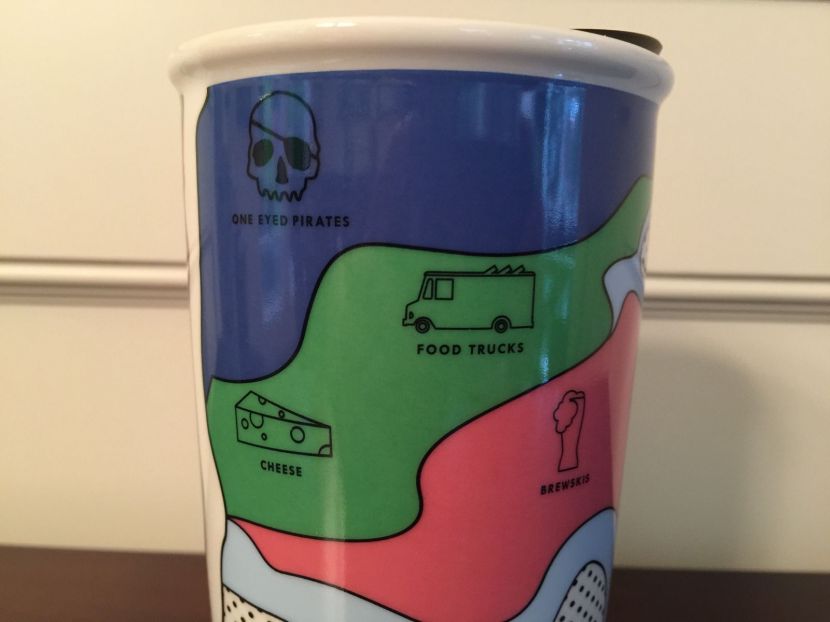 ONE EYED PIRATES
FOOD TRUCKS
CHEESE
BREWSKIS